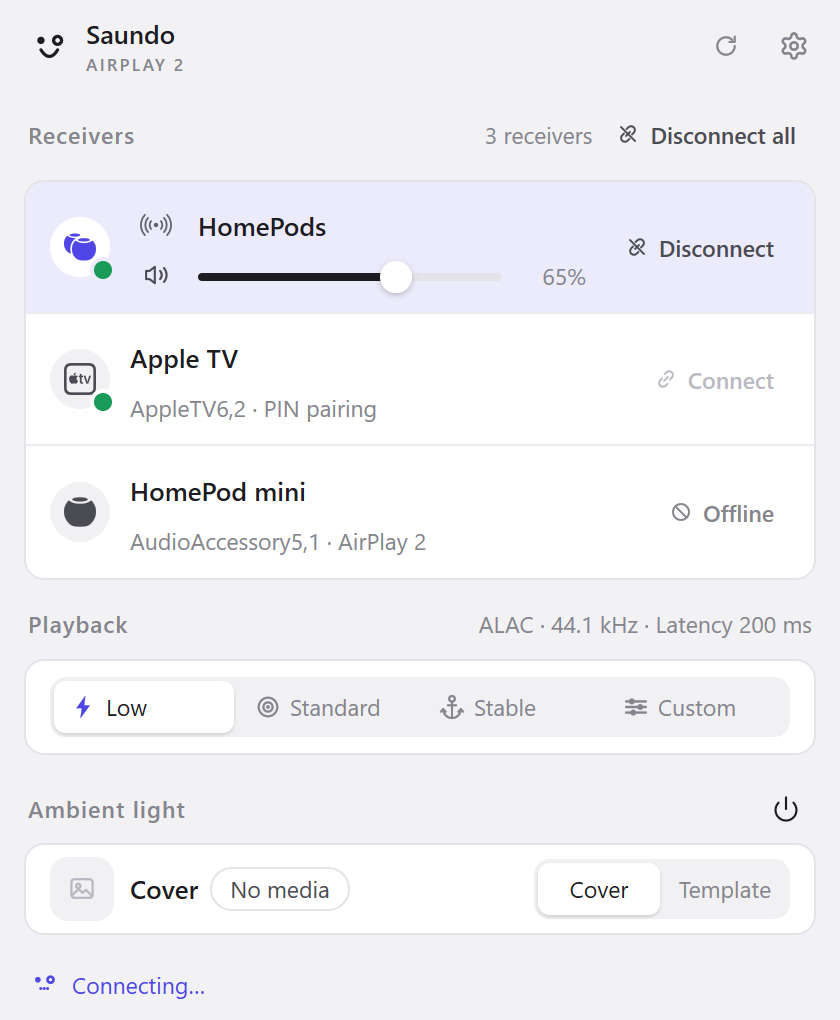 Saundo
AIRPLAY 2
Receivers
3 receivers
Disconnect all
HomePods
65%
Disconnect
Apple TV
AppleTV6,2 · PIN pairing
tv
Connect
HomePod mini
AudioAccessory5,1 · AirPlay 2
Offline
Playback
ALAC · 44.1 kHz · Latency 200 ms
Low
Standard
Stable
Custom
Ambient light
Cover
No media
Cover
Template
Connecting...